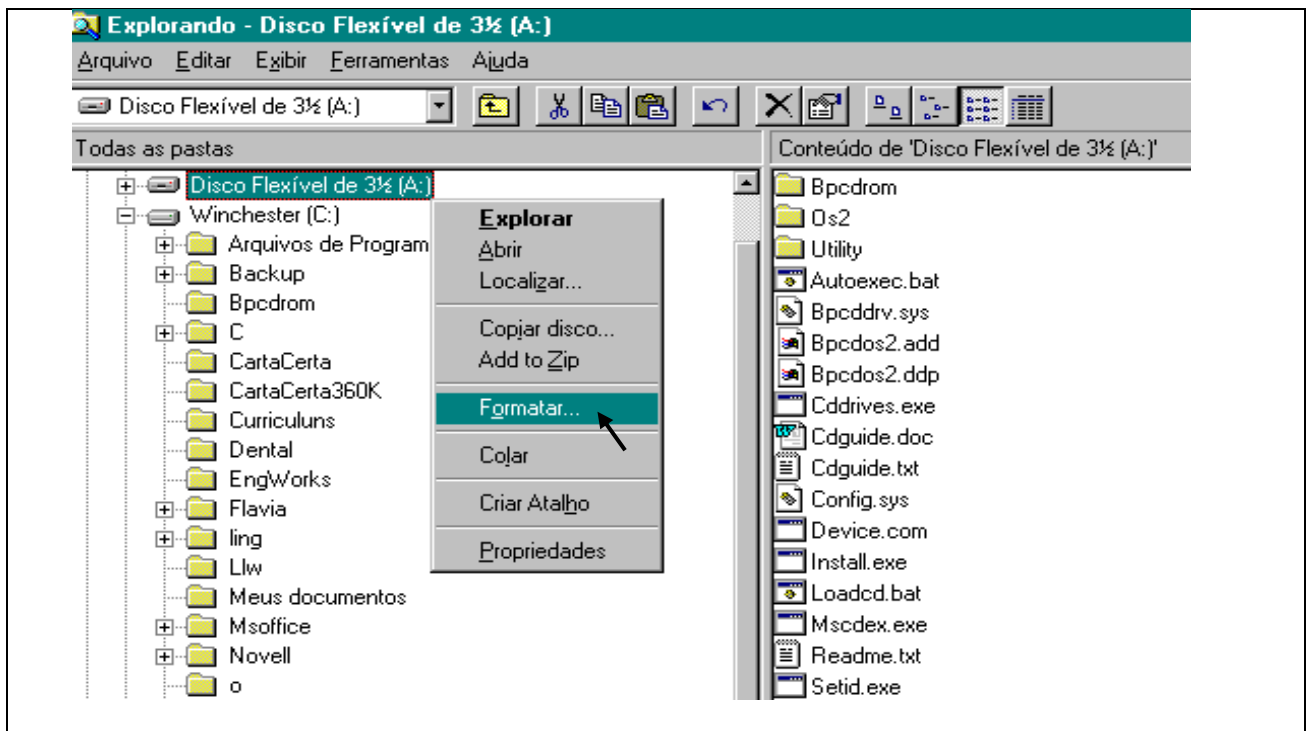 Explorando - Disco Flexível de 3½ (A:)
Arquivo Editar Exibir Ferramentas Ajuda
Disco Flexível de 3½ (A:)
Todas as pastas
Disco Flexível de 3½ (A:)
Winchester (C:)
Arquivos de Program
Backup
Bpcdrom
C
CartaCerta
CartaCerta360K
Curriculuns
Dental
EngWorks
Flavia
ling
Llw
Meus documentos
Msoffice
Novell
o
Explorar
Abrir
Localizar...
Copiar disco...
Add to Zip
Formatar...
Colar
Criar Atalho
Propriedades
Conteúdo de 'Disco Flexível de 3½ (A:)'
Bpcdrom
Os2
Utility
Autoexec.bat
Bpcddrv.sys
Bpcdos2.add
Bpcdos2.ddp
Cddrives.exe
Cdguide.doc
Cdguide.txt
Config.sys
Device.com
Install.exe
Loadcd.bat
Mscdex.exe
Readme.txt
Setid.exe